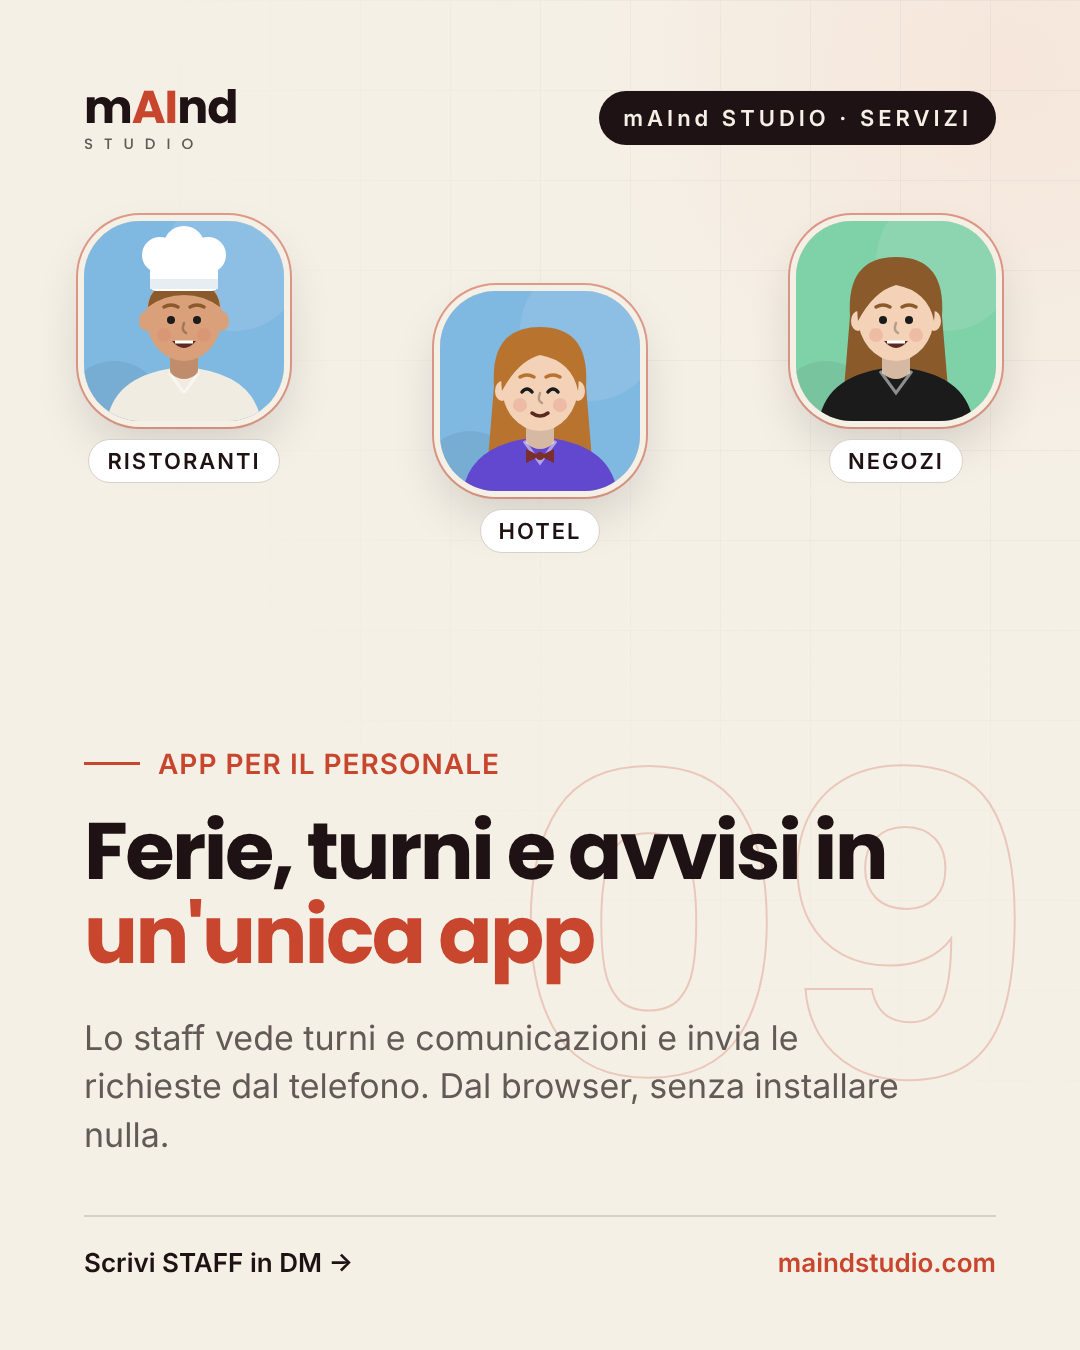 mAInd
STUDIO
mAInd STUDIO · SERVIZI
RISTORANTI
HOTEL
NEGOZI
APP PER IL PERSONALE
09
Ferie, turni e avvisi in
un'unica app
Lo staff vede turni e comunicazioni e invia le
richieste dal telefono. Dal browser, senza installare
nulla.
Scrivi STAFF in DM →
maindstudio.com